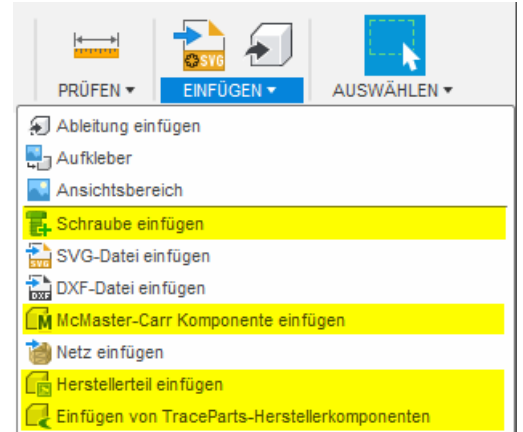 SVG
PRÜFEN ▾ EINFÜGEN ▾ AUSWÄHLEN ▾
Ableitung einfügen
Aufkleber
Ansichtsbereich
Schraube einfügen
SVG SVG-Datei einfügen
DXF DXF-Datei einfügen
M McMaster-Carr Komponente einfügen
Netz einfügen
Herstellerteil einfügen
Einfügen von TraceParts-Herstellerkomponenten